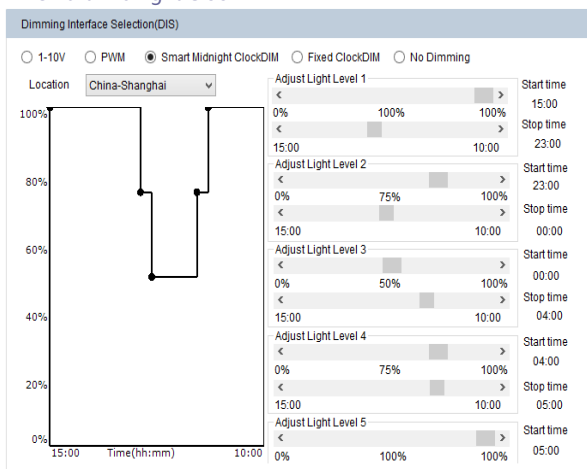 Dimming Interface Selection(DIS)
1-10V PWM Smart Midnight ClockDIM Fixed ClockDIM No Dimming
Location China-Shanghai
100%
80%
60%
40%
20%
0%
15:00 Time(hh:mm) 10:00
Adjust Light Level 1
0% 100% 100%
15:00 10:00
Start time
15:00
Stop time
23:00
Adjust Light Level 2
0% 75% 100%
15:00 10:00
Start time
23:00
Stop time
00:00
Adjust Light Level 3
0% 50% 100%
15:00 10:00
Start time
00:00
Stop time
04:00
Adjust Light Level 4
0% 75% 100%
15:00 10:00
Start time
04:00
Stop time
05:00
Adjust Light Level 5
0% 100% 100%
Start time
05:00